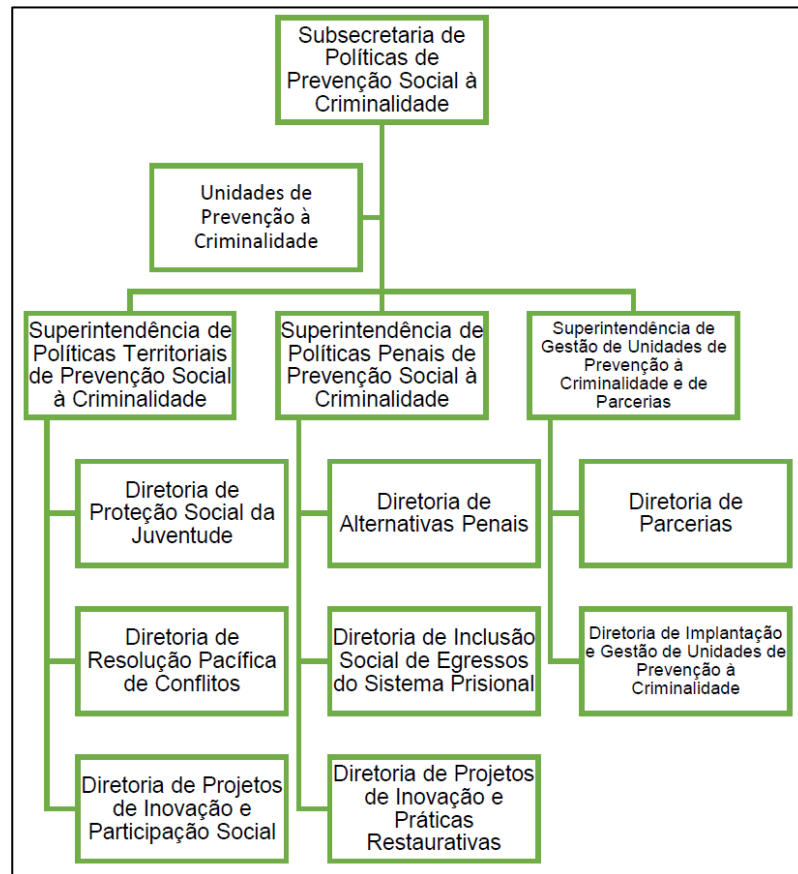 Subsecretaria de
Políticas de
Prevenção Social à
Criminalidade
Unidades de
Prevenção à
Criminalidade
Superintendência de
Políticas Territoriais
de Prevenção Social
à Criminalidade
Superintendência de
Políticas Penais de
Prevenção Social à
Criminalidade
Superintendência de
Gestão de Unidades de
Prevenção à
Criminalidade e de
Parcerias
Diretoria de
Proteção Social da
Juventude
Diretoria de
Alternativas Penais
Diretoria de
Parcerias
Diretoria de
Resolução Pacífica
de Conflitos
Diretoria de Inclusão
Social de Egressos
do Sistema Prisional
Diretoria de Implantação
e Gestão de Unidades de
Prevenção à
Criminalidade
Diretoria de Projetos
de Inovação e
Participação Social
Diretoria de Projetos
de Inovação e
Práticas
Restaurativas